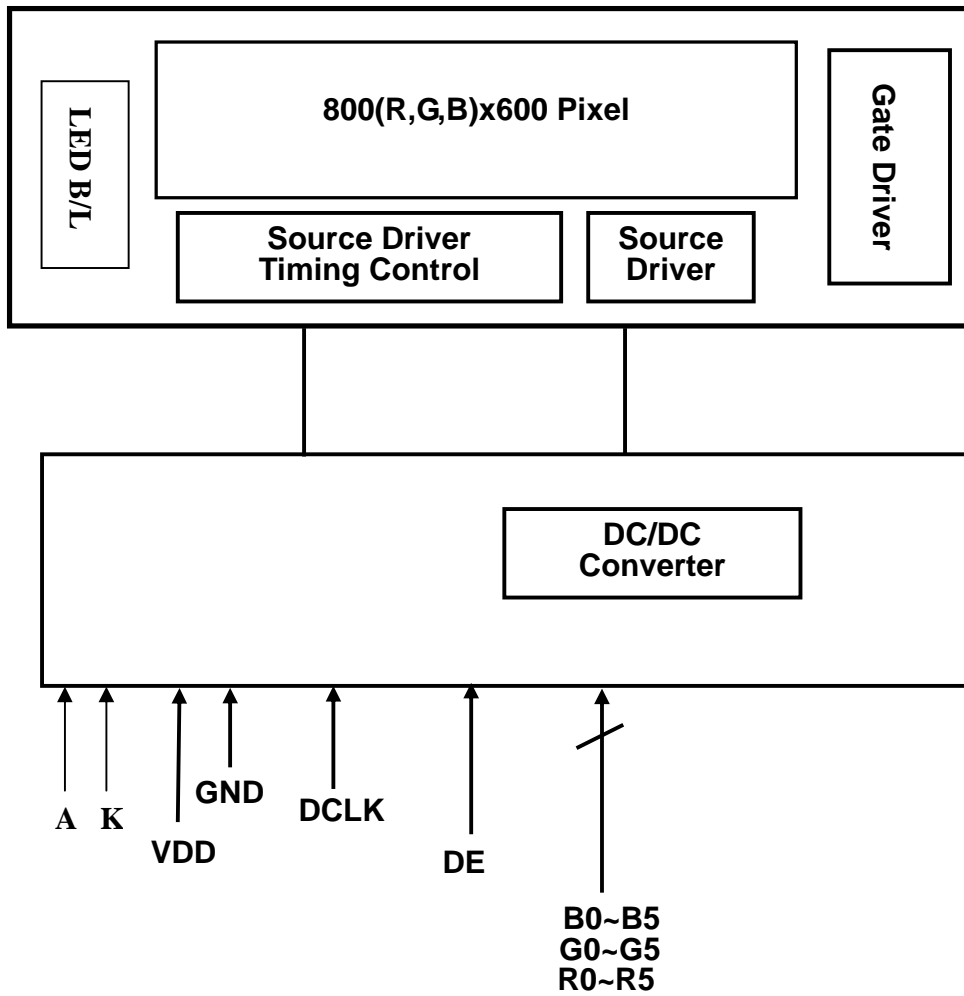 LED B/L
800(R,G,B)x600 Pixel
Gate Driver
Source Driver
Timing Control
Source
Driver
DC/DC
Converter
A
K
VDD
GND
DCLK
DE
B0~B5
G0~G5
R0~R5